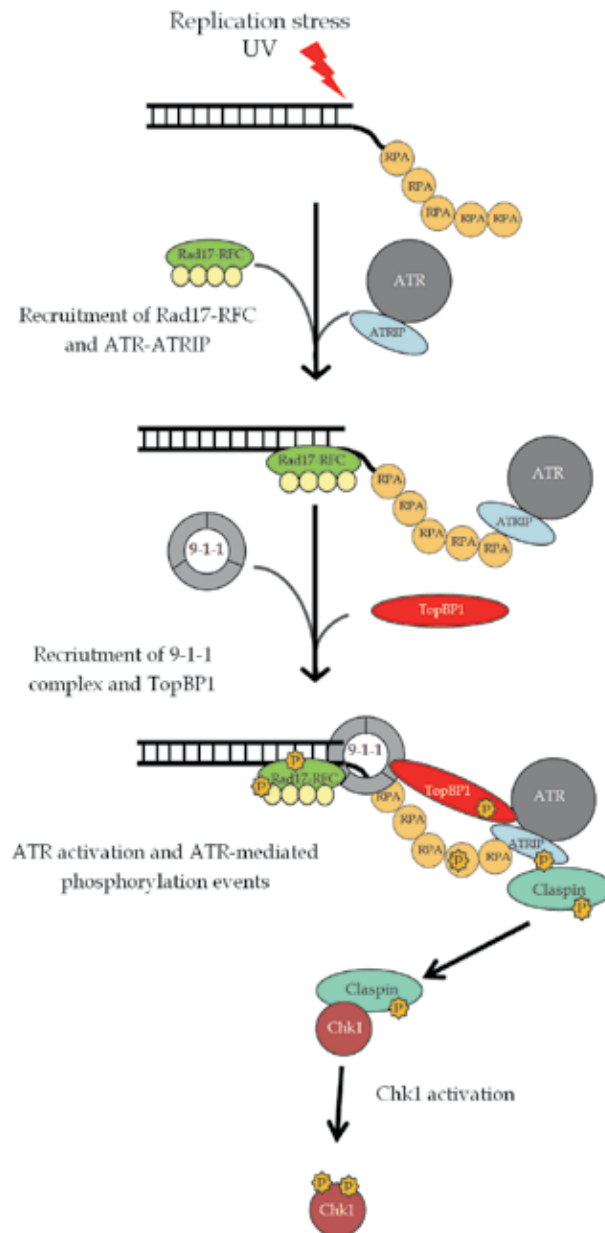 Replication stress
UV
RPA
RPA
RPA
RPA
RPA
Rad17-RFC
ATR
ATRIP
Recruitment of Rad17-RFC
and ATR-ATRIP
Rad17-RFC
RPA
RPA
RPA
RPA
RPA
ATRIP
ATR
9-1-1
TopBP1
Recriutment of 9-1-1
complex and TopBP1
9-1-1
P
Rad17-RFC
P
TopBP1
P
ATR
RPA
RPA
RPA
P
RPA
ATRIP
P
Claspin
P
ATR activation and ATR-mediated
phosphorylation events
Claspin
P
Chk1
Chk1 activation
P
P
Chk1